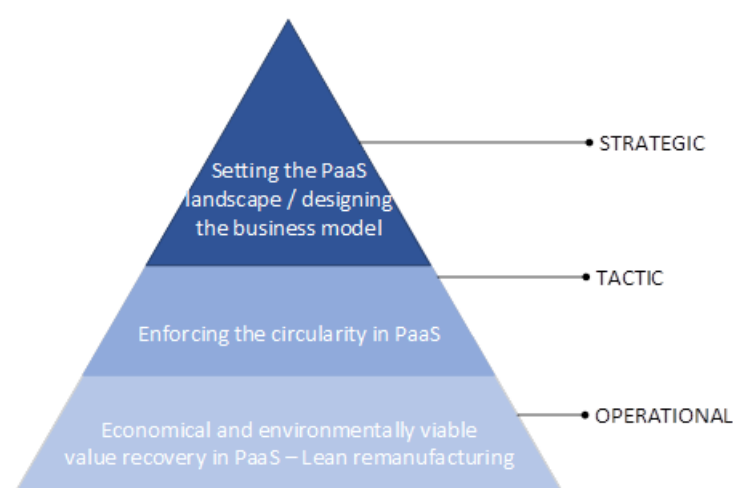 Setting the PaaS
landscape / designing
the business model
STRATEGIC
TACTIC
Enforcing the circularity in PaaS
OPERATIONAL
Economical and environmentally viable
value recovery in PaaS – Lean remanufacturing